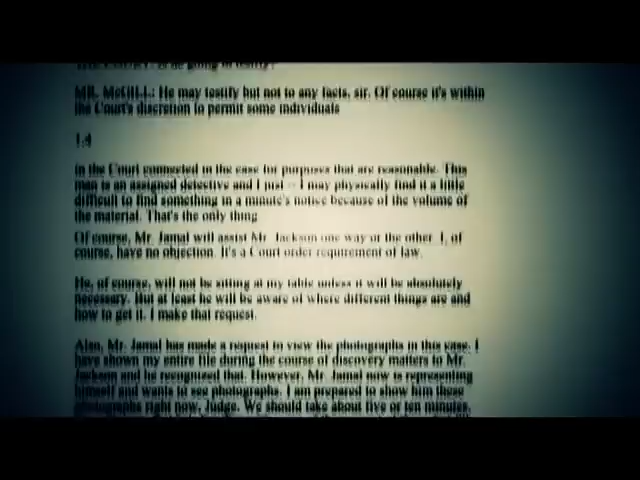 MR. McGILL: He may testify but not to any facts, sir. Of course it's within
the Court's discretion to permit some individuals
1.4
in the Court connected in the case for purposes that are reasonable. This
man is an assigned detective and I just -- I may physically find it a little
difficult to find something in a minute's notice because of the volume of
the material. That's the only thing
Of course, Mr. Jamal will assist Mr. Jackson one way or the other. I, of
course, have no objection. It's a Court order requirement of law.
He, of course, will not be sitting at my table unless it will be absolutely
necessary. But at least he will be aware of where different things are and
how to get it. I make that request.
Also, Mr. Jamal has made a request to view the photographs in this case. I
have shown my entire file during the course of discovery matters to Mr.
Jackson and he recognized that. However, Mr. Jamal now is representing
himself and wants to see photographs. I am prepared to show him those
photographs right now, Judge. We should take about five or ten minutes,